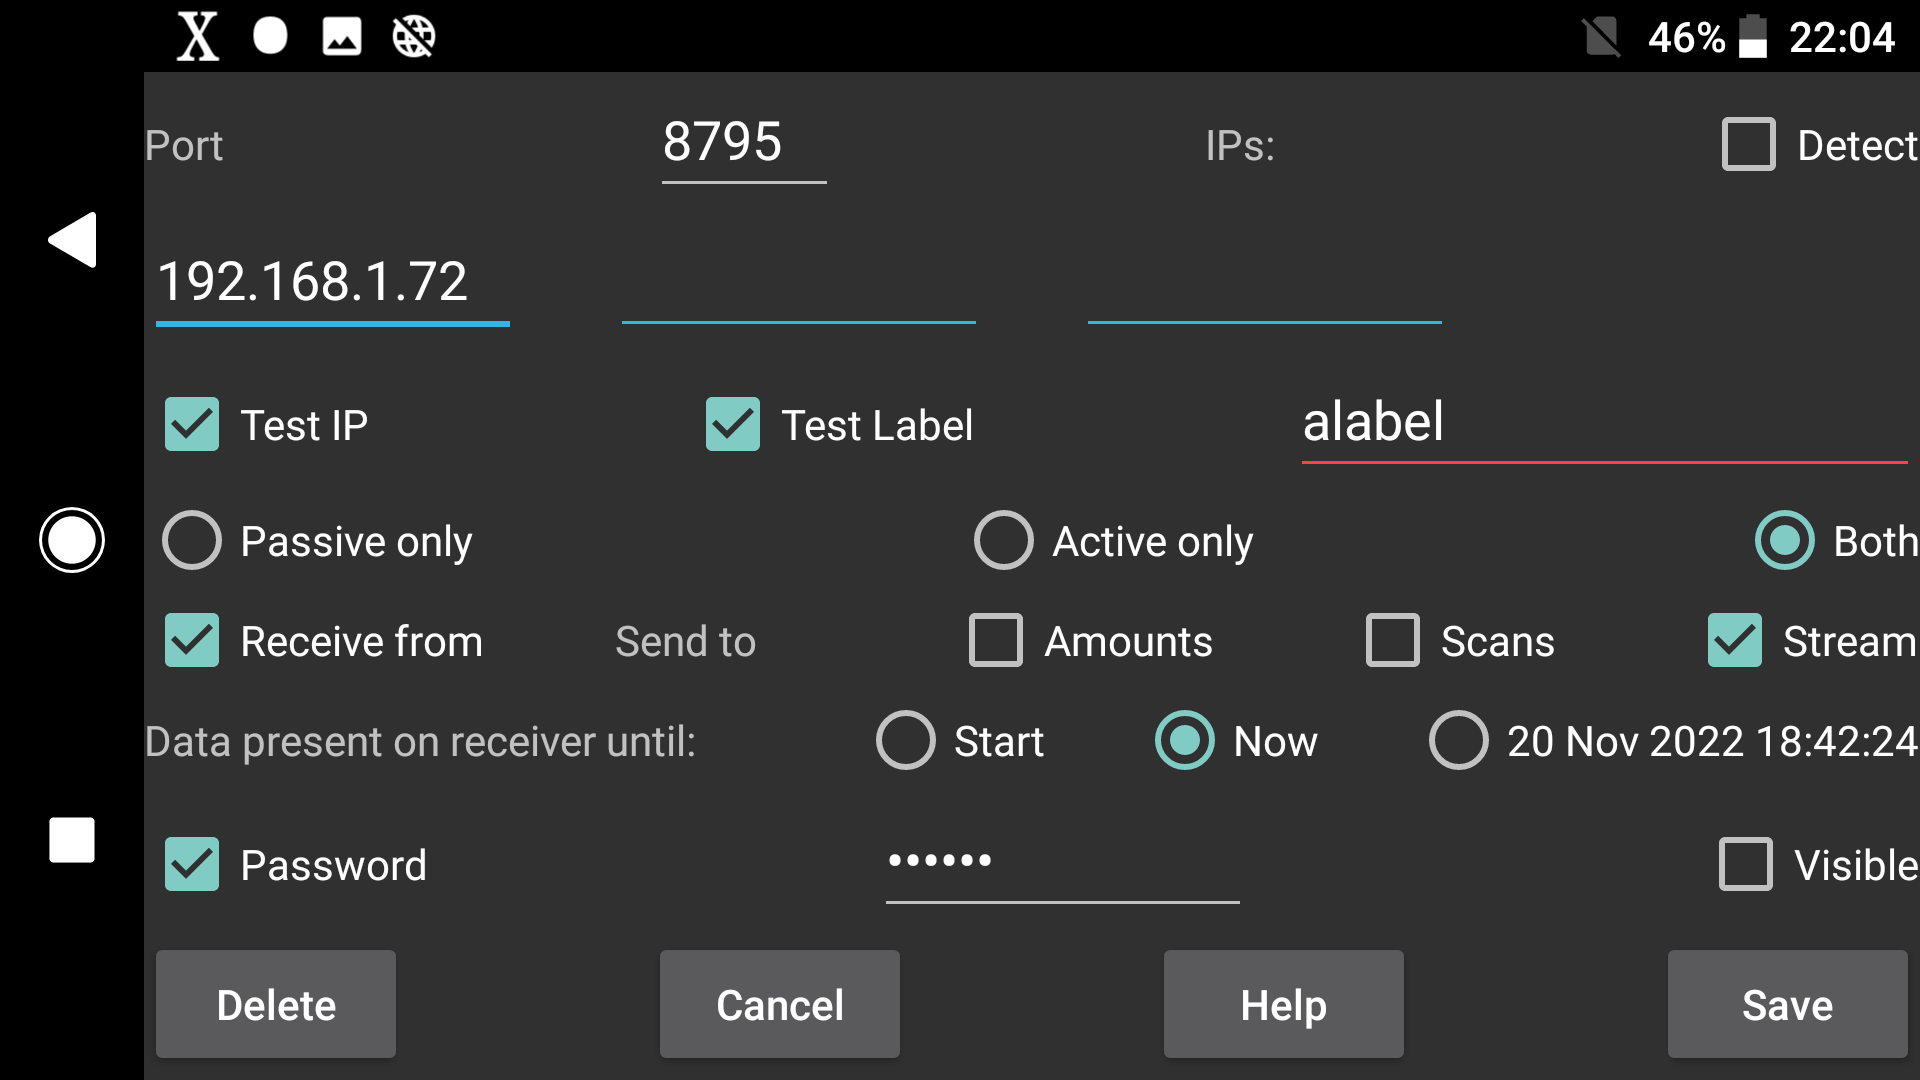 46% 22:04
Port 8795 IPs: Detect
192.168.1.72
Test IP Test Label alabel
Passive only Active only Both
Receive from Send to Amounts Scans Stream
Data present on receiver until: Start Now 20 Nov 2022 18:42:24
Password •••••• Visible
Delete Cancel Help Save